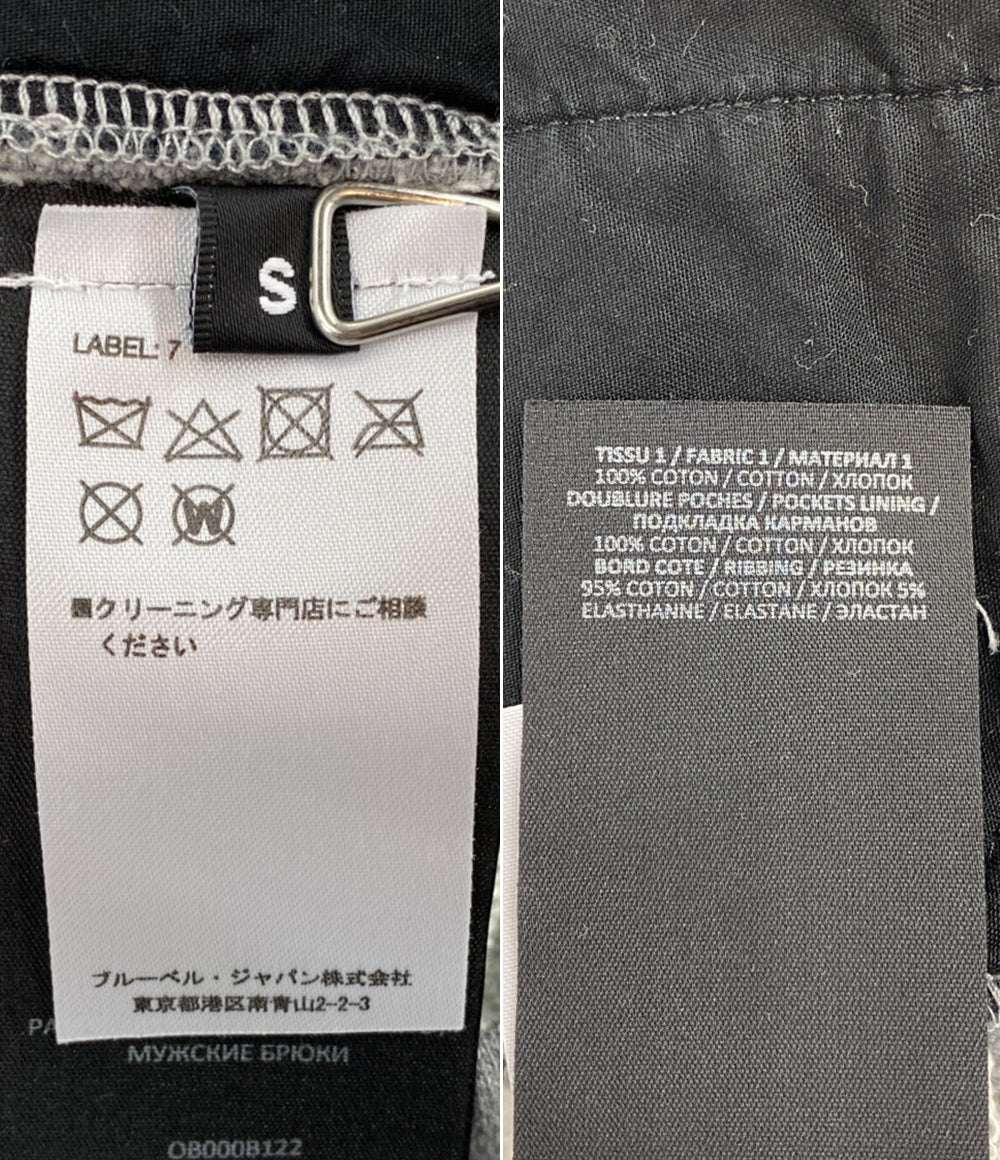 S
LABEL: 7
W
■クリーニング専門店にご相談
ください
ブルーベル・ジャパン株式会社
東京都港区南青山2-2-3
PA
МУЖСКИЕ БРЮКИ
OB000B122
TISSU 1 / FABRIC 1 / МАТЕРИАЛ 1
100% COTON / COTTON / ХЛОПОК
DOUBLURE POCHES / POCKETS LINING /
ПОДКЛАДКА КАРМАНОВ
100% COTON / COTTON / ХЛОПОК
BORD COTE / RIBBING / РЕЗИНКА
95% COTON / COTTON / ХЛОПОК 5%
ELASTHANNE / ELASTANE / ЭЛАСТАН